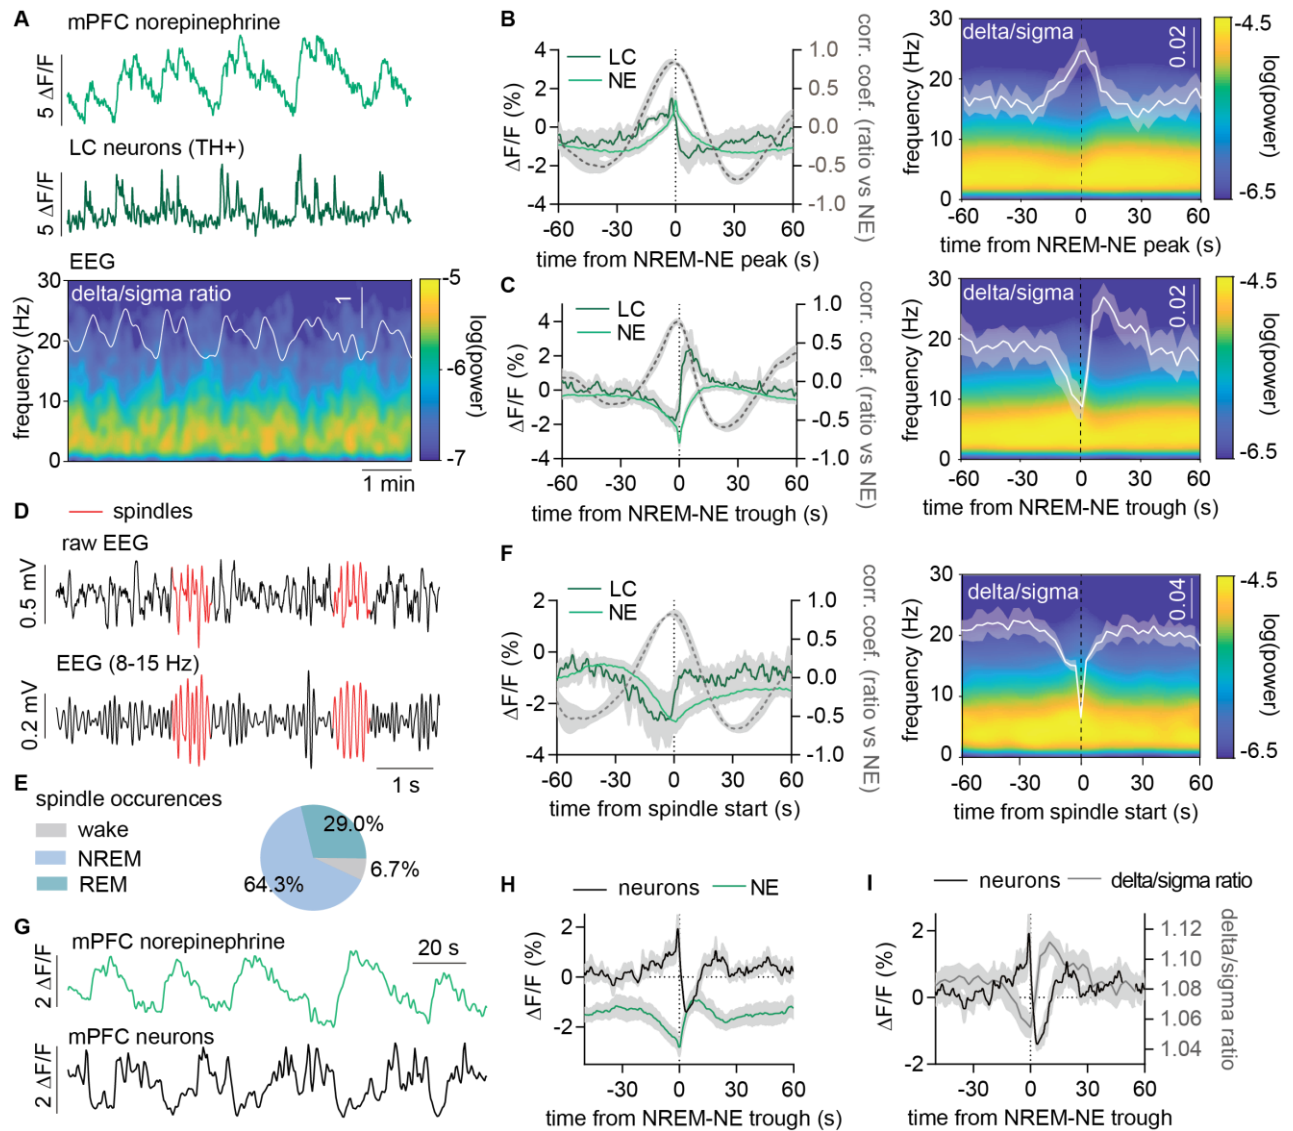 A
mPFC norepinephrine
5 ΔF/F
LC neurons (TH+)
5 ΔF/F
EEG
delta/sigma ratio
1
frequency (Hz)
30
20
10
0
-5
-6
-7
log(power)
1 min
B
LC
NE
ΔF/F (%)
4
2
0
-2
-4
1.0
0.5
0.0
-0.5
-1.0
corr. coef. (ratio vs NE)
-60 -30 0 30 60
time from NREM-NE peak (s)
delta/sigma
0.02
frequency (Hz)
30
20
10
0
-60 -30 0 30 60
time from NREM-NE peak (s)
-4.5
-6.5
log(power)
C
LC
NE
ΔF/F (%)
4
2
0
-2
-4
1.0
0.5
0.0
-0.5
-1.0
corr. coef. (ratio vs NE)
-60 -30 0 30 60
time from NREM-NE trough (s)
delta/sigma
0.02
frequency (Hz)
30
20
10
0
-60 -30 0 30 60
time from NREM-NE trough (s)
-4.5
-6.5
log(power)
D
spindles
raw EEG
0.5 mV
EEG (8-15 Hz)
0.2 mV
1 s
E
spindle occurences
wake
NREM
REM
29.0%
6.7%
64.3%
F
LC
NE
ΔF/F (%)
2
0
-2
-4
1.0
0.5
0.0
-0.5
-1.0
corr. coef. (ratio vs NE)
-60 -30 0 30 60
time from spindle start (s)
delta/sigma
0.04
frequency (Hz)
30
20
10
0
-60 -30 0 30 60
time from spindle start (s)
-4.5
-6.5
log(power)
G
mPFC norepinephrine
20 s
2 ΔF/F
mPFC neurons
2 ΔF/F
H
neurons
NE
ΔF/F (%)
2
0
-2
-30 0 30 60
time from NREM-NE trough (s)
I
neurons
delta/sigma ratio
ΔF/F (%)
2
0
-2
1.12
1.10
1.08
1.06
1.04
delta/sigma ratio
-30 0 30 60
time from NREM-NE trough